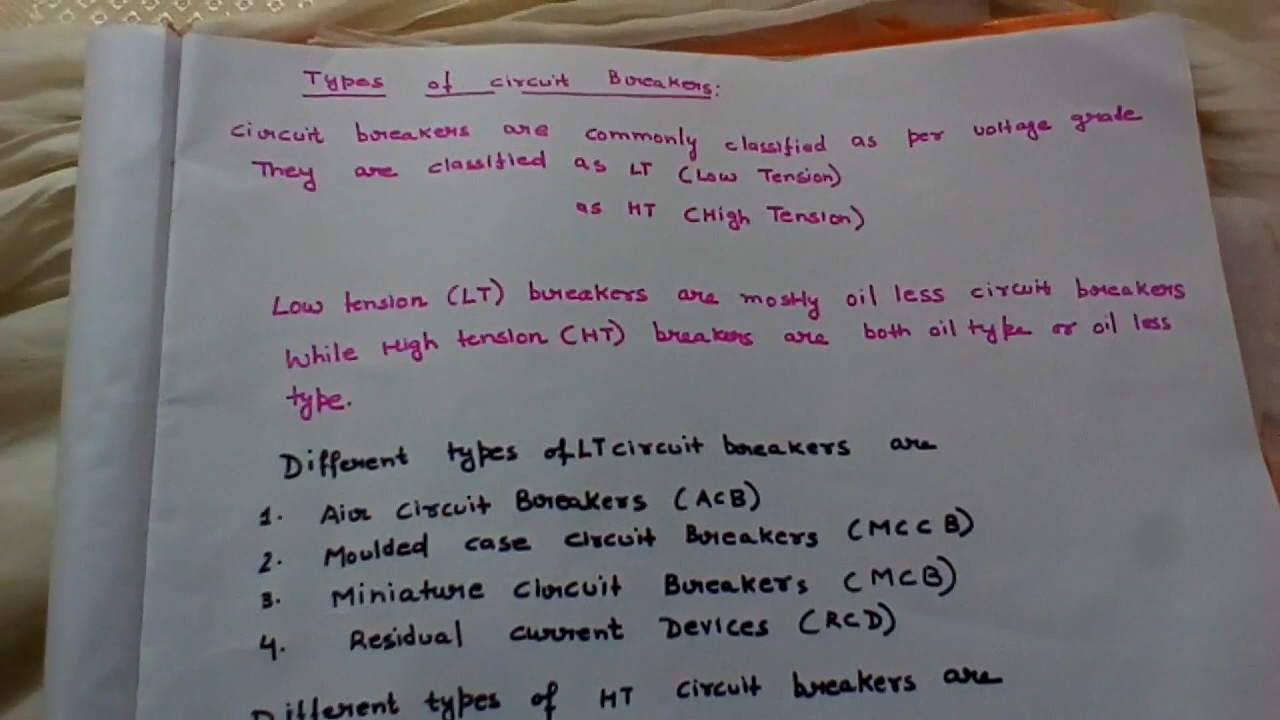 Types of circuit Breakers:
circuit breakers are commonly classified as per voltage grade
They are classified as LT (Low Tension)
as HT (High Tension)
Low tension (LT) breakers are mostly oil less circuit breakers
While High tension (HT) breakers are both oil type or oil less
type.
Different types of LT circuit breakers are
1. Air circuit Breakers (ACB)
2. Moulded case circuit Breakers (MCCB)
3. Miniature circuit Breakers (MCB)
4. Residual current Devices (RCD)
Different types of HT circuit breakers are